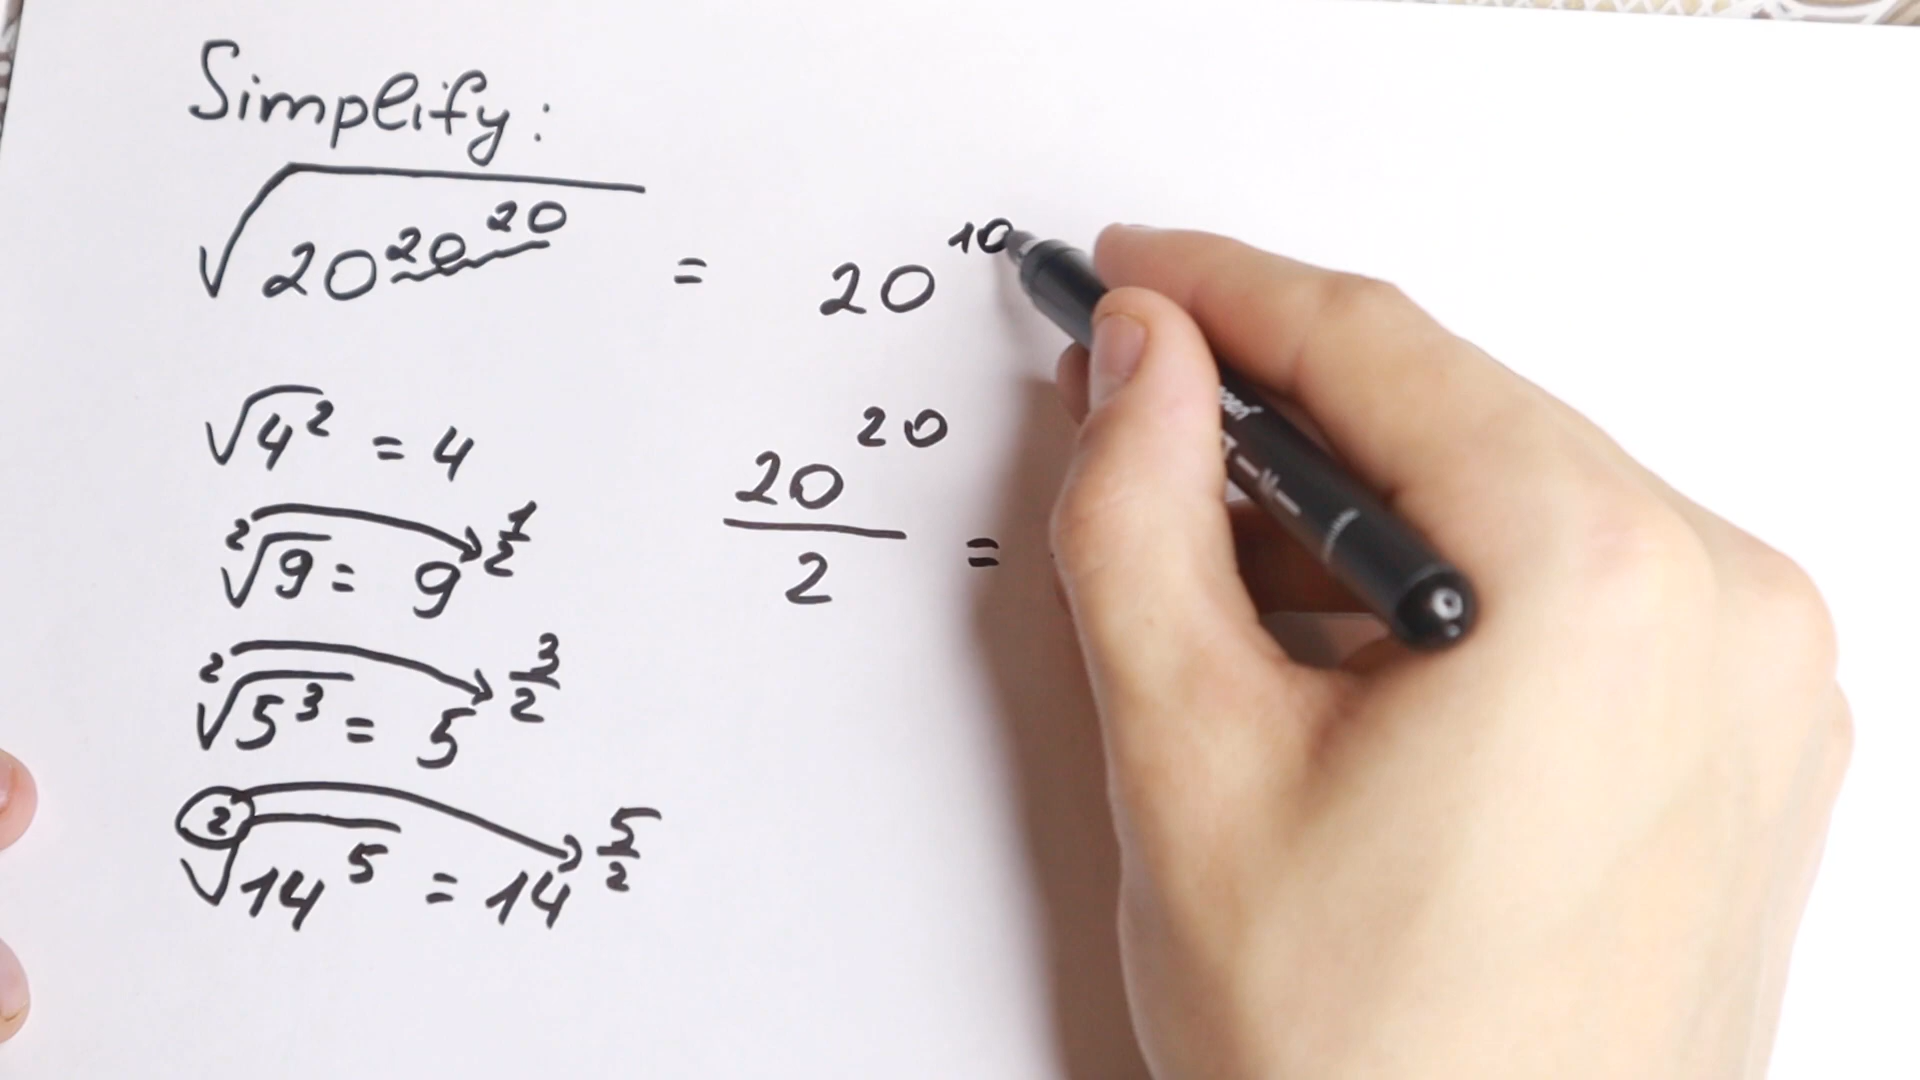 Simplify:
√20^20^20 = 20^10
√4² = 4
²√9 = 9^1/2
²√5³ = 5^3/2
²√14⁵ = 14^5/2
20^20/2 =